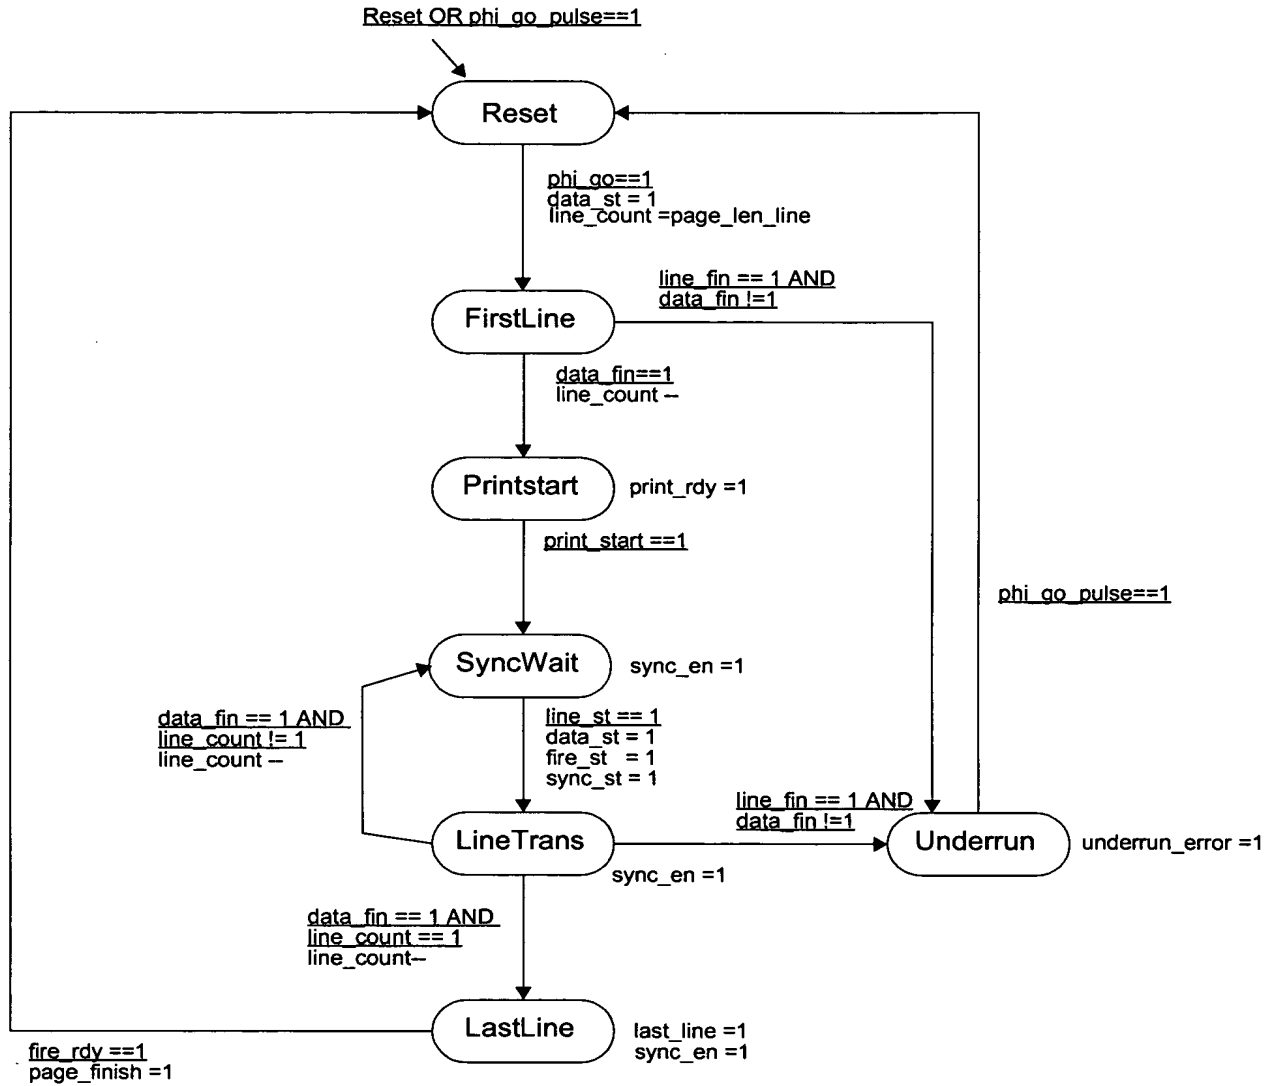 Reset OR phi_go_pulse==1
Reset
phi_go==1
data_st = 1
line_count =page_len_line
line_fin == 1 AND
data_fin !=1
FirstLine
data_fin==1
line_count --
Printstart
print_rdy =1
print_start ==1
phi_go_pulse==1
SyncWait
sync_en =1
data_fin == 1 AND
line_count != 1
line_count --
line_st == 1
data_st = 1
fire_st = 1
sync_st = 1
line_fin == 1 AND
data_fin !=1
LineTrans
sync_en =1
Underrun
underrun_error =1
data_fin == 1 AND
line_count == 1
line_count--
LastLine
last_line =1
sync_en =1
fire_rdy ==1
page_finish =1